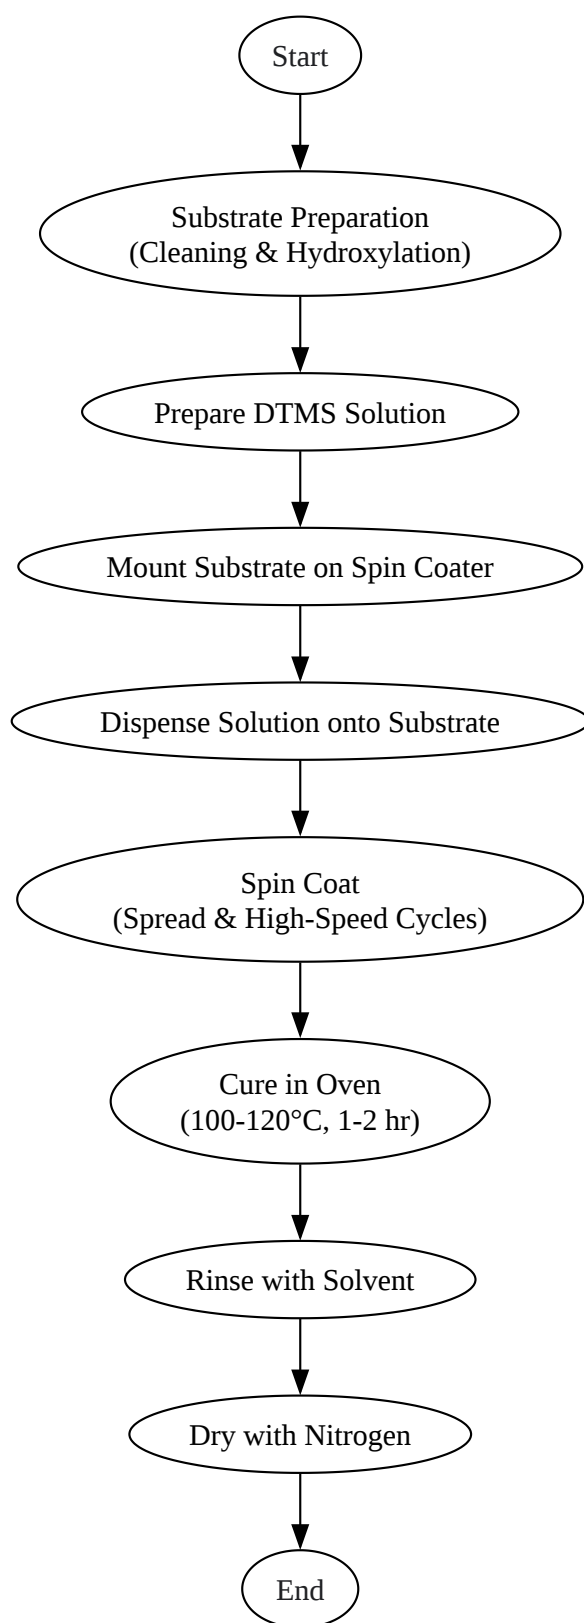 Start
Substrate Preparation
(Cleaning & Hydroxylation)
Prepare DTMS Solution
Mount Substrate on Spin Coater
Dispense Solution onto Substrate
Spin Coat
(Spread & High-Speed Cycles)
Cure in Oven
(100-120°C, 1-2 hr)
Rinse with Solvent
Dry with Nitrogen
End